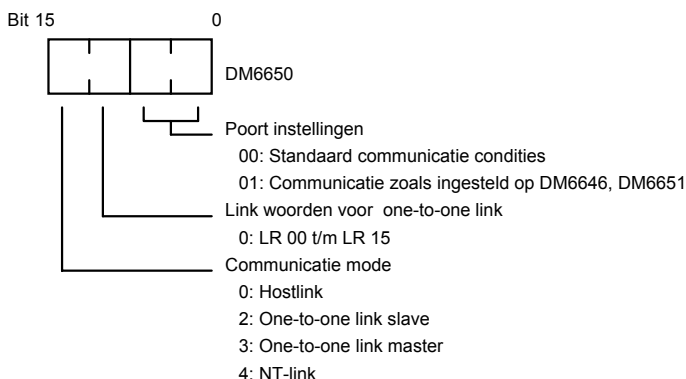 Bit 15 0
DM6650
Poort instellingen
00: Standaard communicatie condities
01: Communicatie zoals ingesteld op DM6646, DM6651
Link woorden voor one-to-one link
0: LR 00 t/m LR 15
Communicatie mode
0: Hostlink
2: One-to-one link slave
3: One-to-one link master
4: NT-link